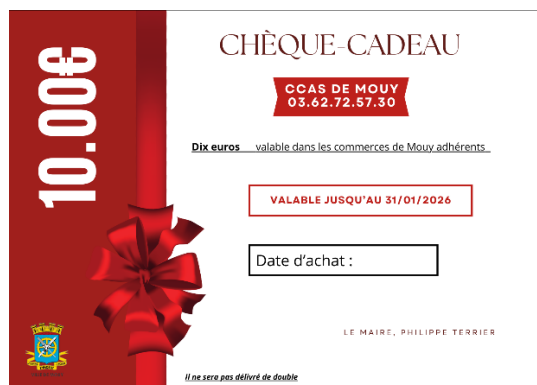 10.00€
CHÈQUE-CADEAU
CCAS DE MOUY
03.62.72.57.30
Dix euros valable dans les commerces de Mouy adhérents
VALABLE JUSQU'AU 31/01/2026
Date d'achat :
LE MAIRE, PHILIPPE TERRIER
Il ne sera pas délivré de double